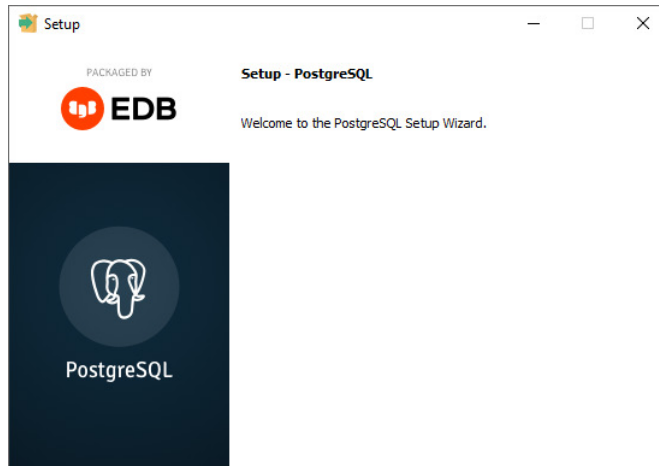 Setup
PACKAGED BY
EDB
Setup - PostgreSQL
Welcome to the PostgreSQL Setup Wizard.
PostgreSQL